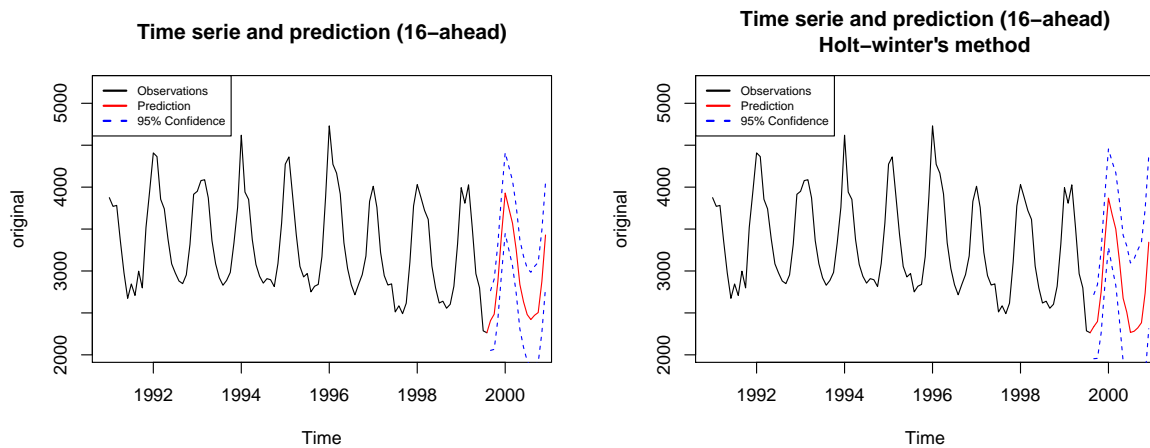 Time serie and prediction (16−ahead)
original
5000
4000
3000
2000
Observations
Prediction
95% Confidence
1992
1994
1996
1998
2000
Time
Time serie and prediction (16−ahead)
Holt−winter's method
original
5000
4000
3000
2000
Observations
Prediction
95% Confidence
1992
1994
1996
1998
2000
Time